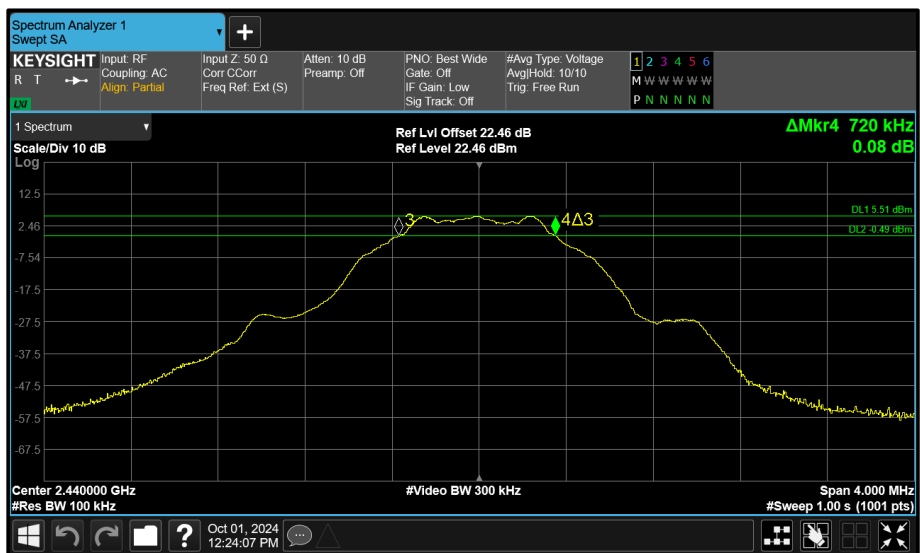 Spectrum Analyzer 1
Swept SA
+
KEYSIGHT
R T
LXI
Input: RF
Coupling: AC
Align: Partial
Input Z: 50 Ω
Corr CCorr
Freq Ref: Ext (S)
Atten: 10 dB
Preamp: Off
PNO: Best Wide
Gate: Off
IF Gain: Low
Sig Track: Off
#Avg Type: Voltage
Avg|Hold: 10/10
Trig: Free Run
1 2 3 4 5 6
M W W W W W
P N N N N N
1 Spectrum
Scale/Div 10 dB
Log
Ref Lvl Offset 22.46 dB
Ref Level 22.46 dBm
ΔMkr4 720 kHz
0.08 dB
12.5
2.46
-7.54
-17.5
-27.5
-37.5
-47.5
-57.5
-67.5
3
4Δ3
DL1 5.51 dBm
DL2 -0.49 dBm
Center 2.440000 GHz
#Res BW 100 kHz
#Video BW 300 kHz
Span 4.000 MHz
#Sweep 1.00 s (1001 pts)
?
Oct 01, 2024
12:24:07 PM